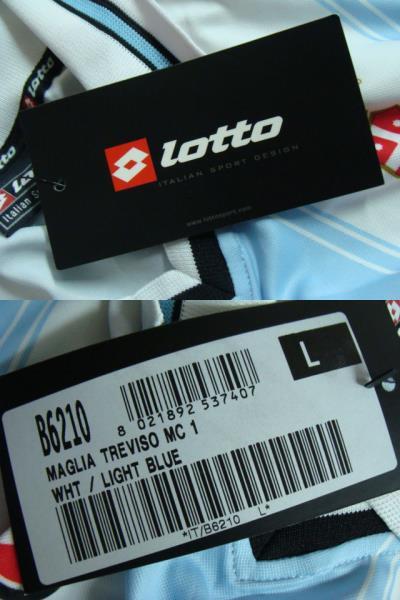 lotto
lotto
ITALIAN SPORT DESIGN
Italian S
www.lottosport.com
L
B6210
8 021892 537407
MAGLIA TREVISO MC 1
WHT / LIGHT BLUE
*IT/B6210 L*